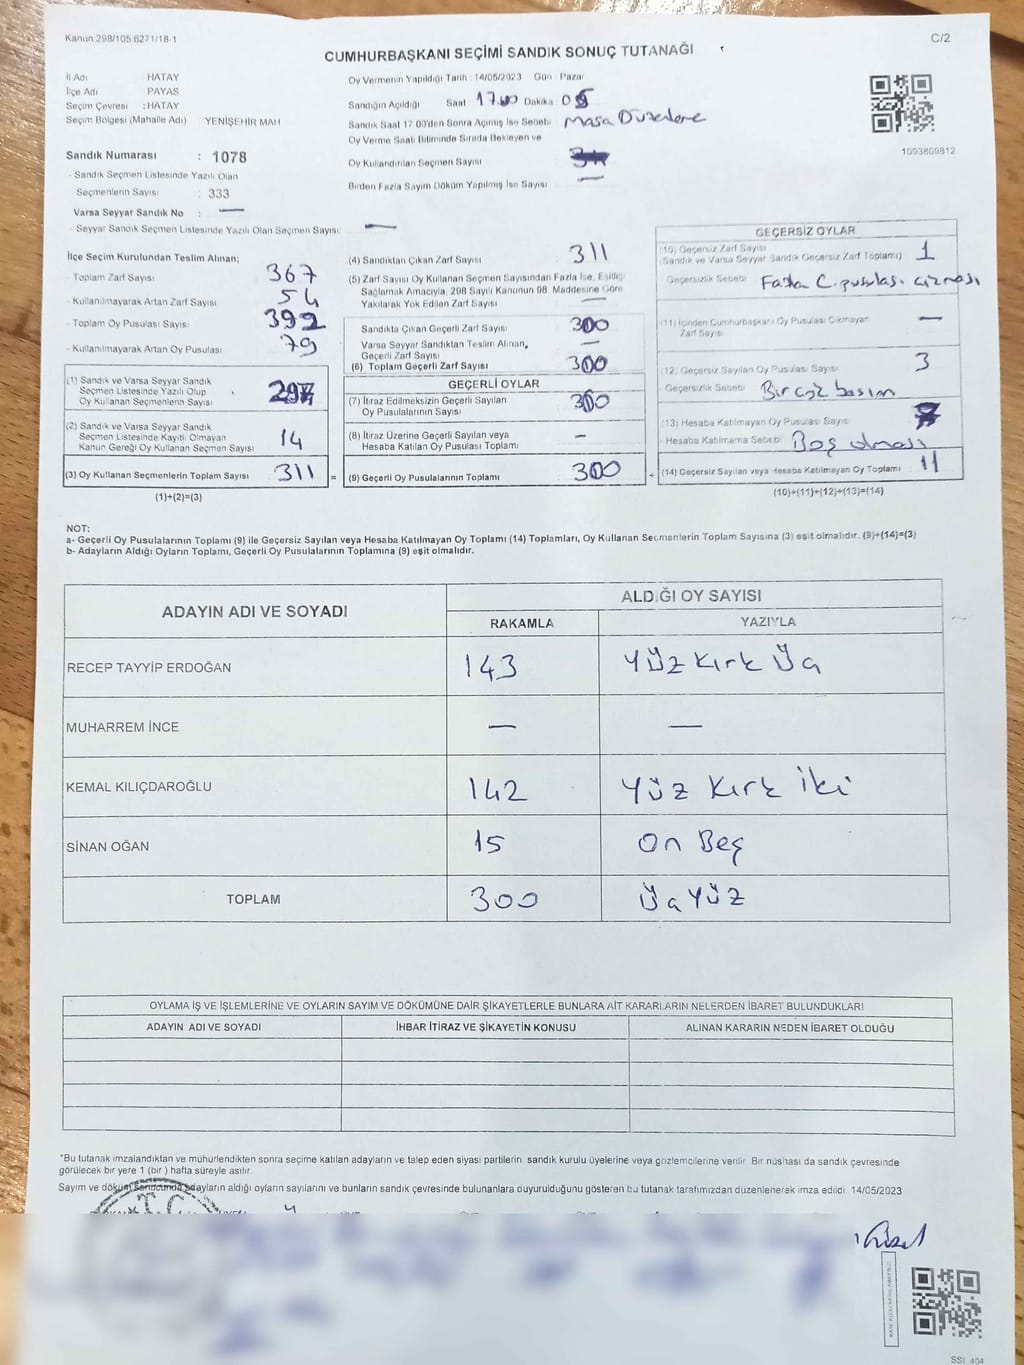 Kanun:298/105 6271/18-1
C/2
CUMHURBAŞKANI SEÇİMİ SANDIK SONUÇ TUTANAĞI
İl Adı HATAY
İlçe Adı PAYAS
Seçim Çevresi :HATAY
Seçim Bölgesi (Mahalle Adı) YENİŞEHİR MAH
Sandık Numarası : 1078
- Sandık Seçmen Listesinde Yazılı Olan
Seçmenlerin Sayısı : 333
Varsa Seyyar Sandık No : —
- Seyyar Sandık Seçmen Listesinde Yazılı Olan Seçmen Sayısı: —
Oy Vermenin Yapıldığı Tarih : 14/05/2023 Gün : Pazar
Sandığın Açıldığı Saat 17.00 Dakika 05
Sandık Saat 17.00'den Sonra Açılmış İse Sebebi Masa Düzenleme
Oy Verme Saati Bitiminde Sırada Bekleyen ve
Oy Kullandırılan Seçmen Sayısı
Birden Fazla Sayım Döküm Yapılmış İse Sayısı —
1093809812
İlçe Seçim Kurulundan Teslim Alınan;
- Toplam Zarf Sayısı 367
- Kullanılmayarak Artan Zarf Sayısı 54
- Toplam Oy Pusulası Sayısı 392
- Kullanılmayarak Artan Oy Pusulası 79
(1) Sandık ve Varsa Seyyar Sandık
Seçmen Listesinde Yazılı Olup
Oy Kullanan Seçmenlerin Sayısı 297
(2) Sandık ve Varsa Seyyar Sandık
Seçmen Listesinde Kayıtlı Olmayan
Kanun Gereği Oy Kullanan Seçmen Sayısı 14
(3) Oy Kullanan Seçmenlerin Toplam Sayısı 311
(1)+(2)=(3)
=
(4) Sandıktan Çıkan Zarf Sayısı 311
(5) Zarf Sayısı Oy Kullanan Seçmen Sayısından Fazla İse, Eşitliği
Sağlamak Amacıyla, 298 Sayılı Kanunun 98. Maddesine Göre
Yakılarak Yok Edilen Zarf Sayısı —
Sandıkta Çıkan Geçerli Zarf Sayısı 300
Varsa Seyyar Sandıktan Teslim Alınan,
Geçerli Zarf Sayısı —
(6) Toplam Geçerli Zarf Sayısı 300
GEÇERLİ OYLAR
(7) İtiraz Edilmeksizin Geçerli Sayılan
Oy Pusulalarının Sayısı 300
(8) İtiraz Üzerine Geçerli Sayılan veya
Hesaba Katılan Oy Pusulası Toplamı —
(9) Geçerli Oy Pusulalarının Toplamı 300
+
GEÇERSİZ OYLAR
(10) Geçersiz Zarf Sayısı
(Sandık ve Varsa Seyyar Sandık Geçersiz Zarf Toplamı) 1
Geçersizlik Sebebi Fazla C. pusulası çıkması
(11) İçinden Cumhurbaşkanı Oy Pusulası Çıkmayan
Zarf Sayısı —
(12) Geçersiz Sayılan Oy Pusulası Sayısı 3
Geçersizlik Sebebi
(13) Hesaba Katılmayan Oy Pusulası Sayısı 7
Hesaba Katılmama Sebebi Boş olması
(14) Geçersiz Sayılan veya Hesaba Katılmayan Oy Toplamı 11
(10)+(11)+(12)+(13)=(14)
NOT:
a- Geçerli Oy Pusulalarının Toplamı (9) ile Geçersiz Sayılan veya Hesaba Katılmayan Oy Toplamı (14) Toplamları, Oy Kullanan Seçmenlerin Toplam Sayısına (3) eşit olmalıdır. (9)+(14)=(3)
b- Adayların Aldığı Oyların Toplamı, Geçerli Oy Pusulalarının Toplamına (9) eşit olmalıdır.
ADAYIN ADI VE SOYADI
ALDIĞI OY SAYISI
RAKAMLA YAZIYLA
RECEP TAYYİP ERDOĞAN 143 Yüz Kırk Üç
MUHARREM İNCE — —
KEMAL KILIÇDAROĞLU 142 Yüz Kırk İki
SİNAN OĞAN 15 On Beş
TOPLAM 300 Üç Yüz
OYLAMA İŞ VE İŞLEMLERİNE VE OYLARIN SAYIM VE DÖKÜMÜNE DAİR ŞİKAYETLERLE BUNLARA AİT KARARLARIN NELERDEN İBARET BULUNDUKLARI
ADAYIN ADI VE SOYADI İHBAR İTİRAZ VE ŞİKAYETİN KONUSU ALINAN KARARIN NEDEN İBARET OLDUĞU
*Bu tutanak imzalandıktan ve mühürlendikten sonra seçime katılan adayların ve talep eden siyasi partilerin sandık kurulu üyelerine veya gözlemcilerine verilir. Bir nüshası da sandık çevresinde
görülecek bir yere 1 (bir) hafta süreyle asılır.
Sayım ve döküm sonucunda adayların aldığı oyların sayılarını ve bunların sandık çevresinde bulunanlara duyurulduğunu gösteren bu tutanak tarafımızdan düzenlenerek imza edildi. 14/05/2023
T.C.
SSI 404